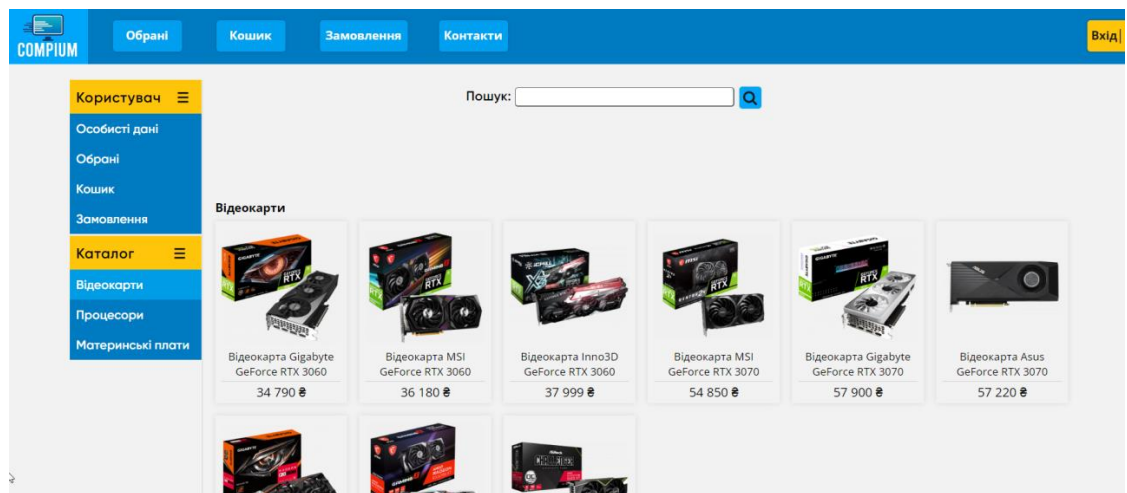 COMPIUM
Обрані
Кошик
Замовлення
Контакти
Вхід|
Користувач
Пошук:
Особисті дані
Обрані
Кошик
Замовлення
Каталог
Відеокарти
Процесори
Материнські плати
Відеокарти
Відеокарта Gigabyte
GeForce RTX 3060
34 790 ₴
Відеокарта MSI
GeForce RTX 3060
36 180 ₴
Відеокарта Inno3D
GeForce RTX 3060
37 999 ₴
Відеокарта MSI
GeForce RTX 3070
54 850 ₴
Відеокарта Gigabyte
GeForce RTX 3070
57 900 ₴
Відеокарта Asus
GeForce RTX 3070
57 220 ₴